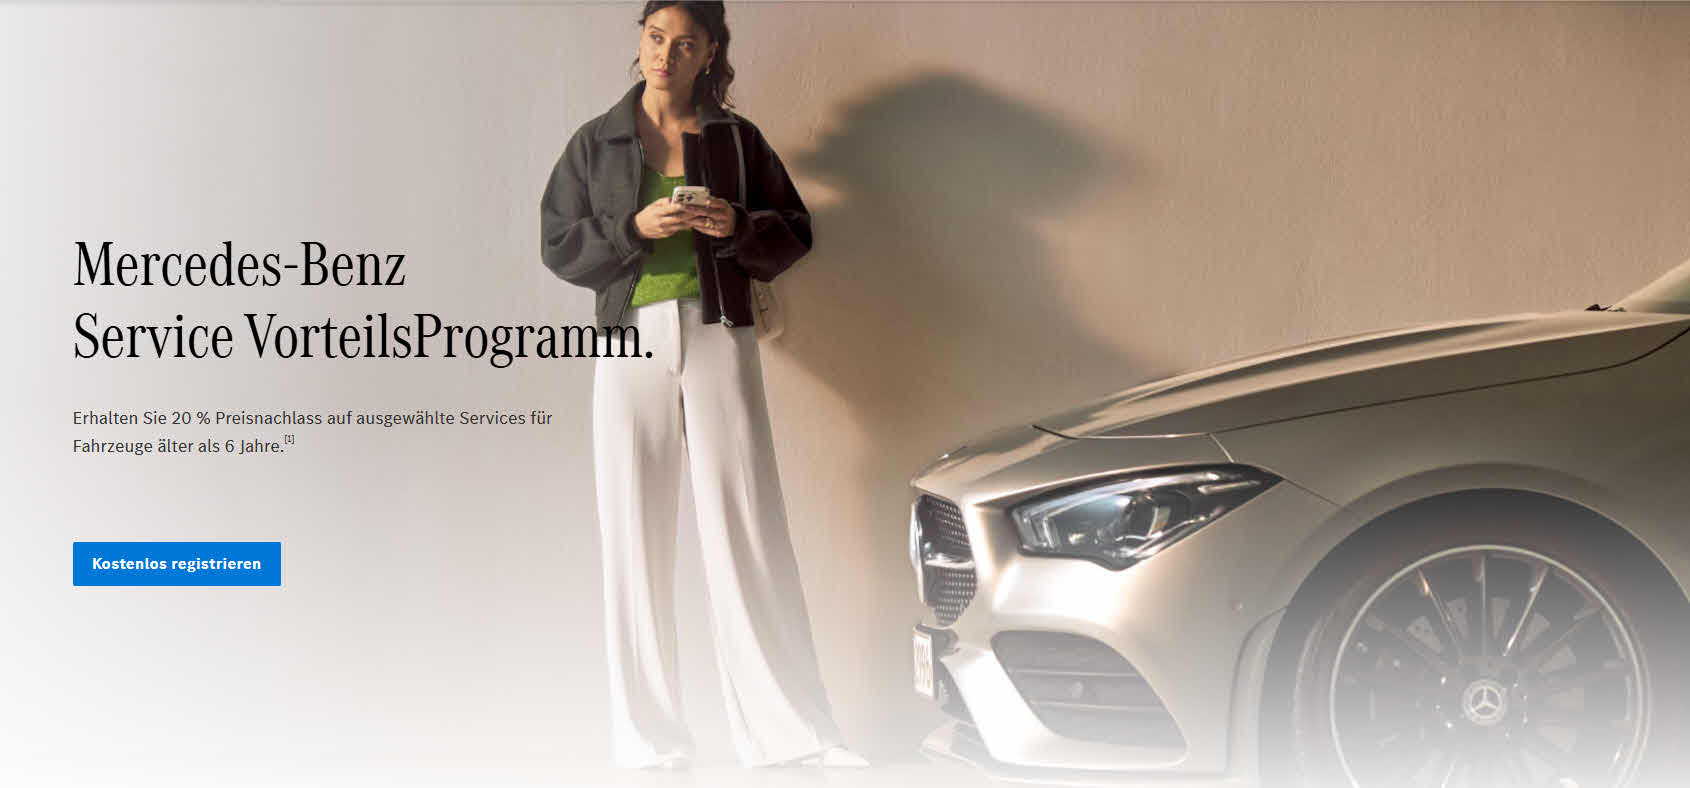 Mercedes-Benz
Service VorteilsProgramm.
Erhalten Sie 20 % Preisnachlass auf ausgewählte Services für
Fahrzeuge älter als 6 Jahre.[1]
Kostenlos registrieren